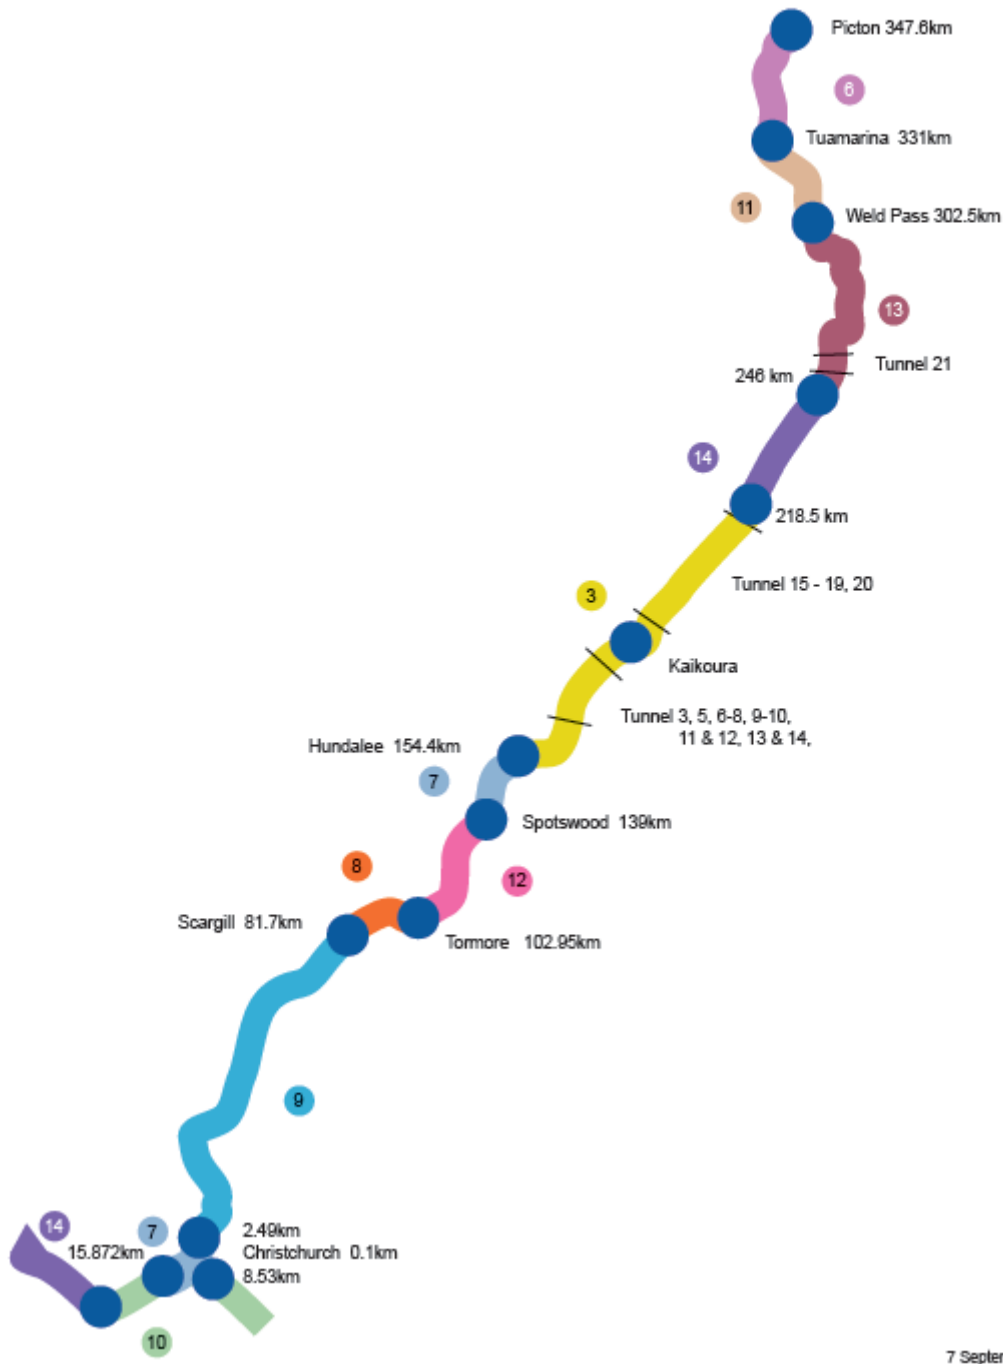 Picton 347.6km
6
Tuamarina 331km
11
Weld Pass 302.5km
13
Tunnel 21
246 km
14
218.5 km
Tunnel 15 - 19, 20
3
Kaikoura
Tunnel 3, 5, 6-8, 9-10,
11 & 12, 13 & 14,
Hundalee 154.4km
7
Spotswood 139km
8
12
Scargill 81.7km
Tormore 102.95km
9
14
7
2.49km
15.872km
Christchurch 0.1km
8.53km
10
7 Septer